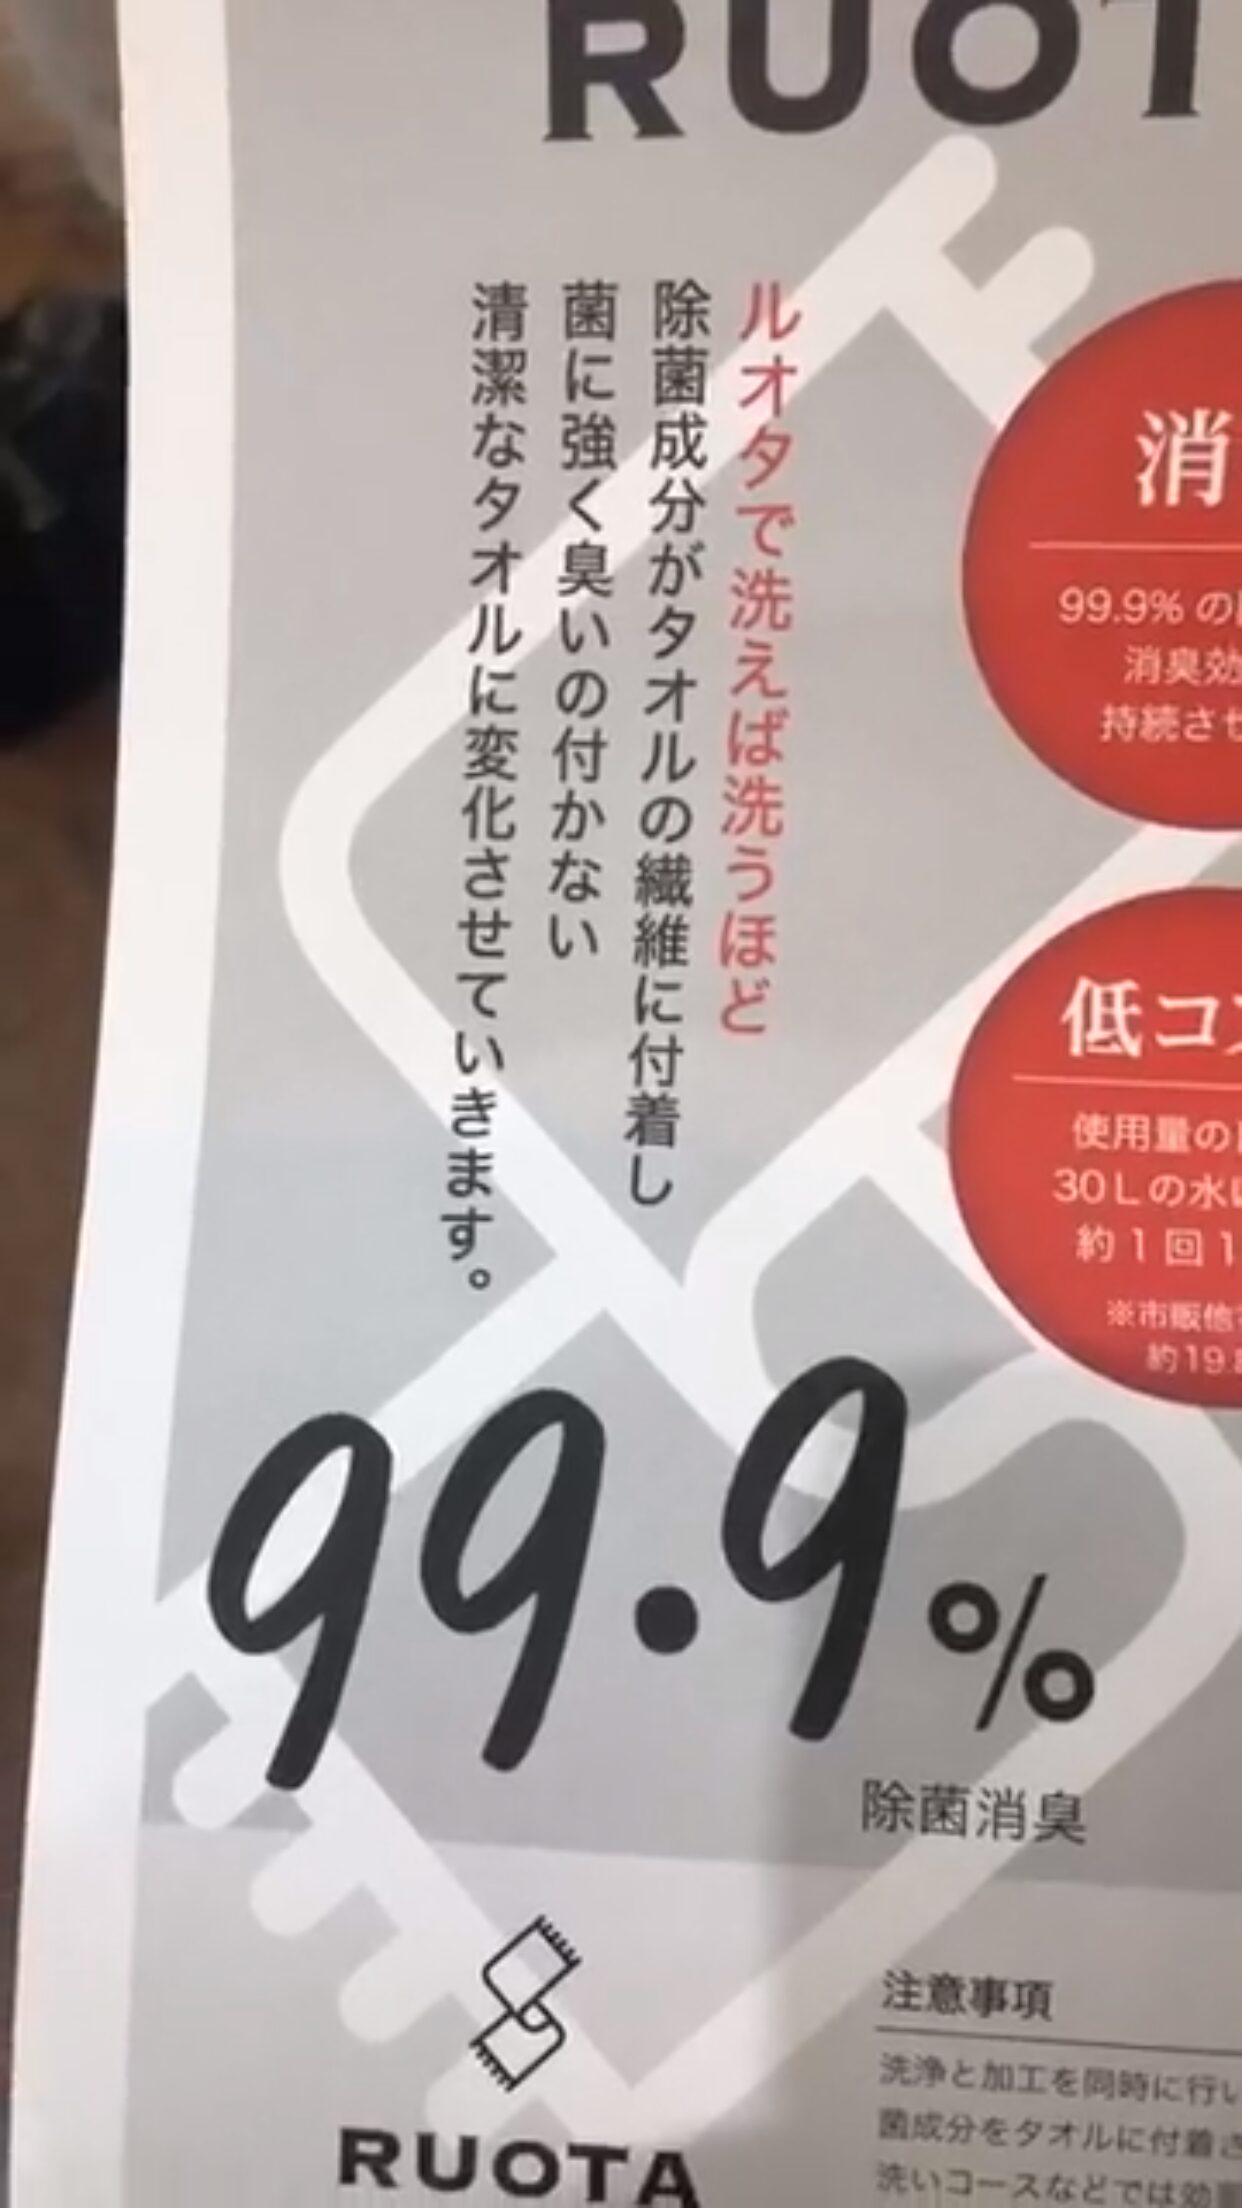 RUOT
ルオタで洗えば洗うほど
除菌成分がタオルの繊維に付着し
菌に強く臭いの付かない
清潔なタオルに変化させていきます。
消
99.9% の
消臭効
持続させ
低コ
使用量の
30Lの水
約1回1
※市販他
約19.
99.9%
除菌消臭
RUOTA
注意事項
洗浄と加工を同時に行い
菌成分をタオルに付着さ
洗いコースなどでは効